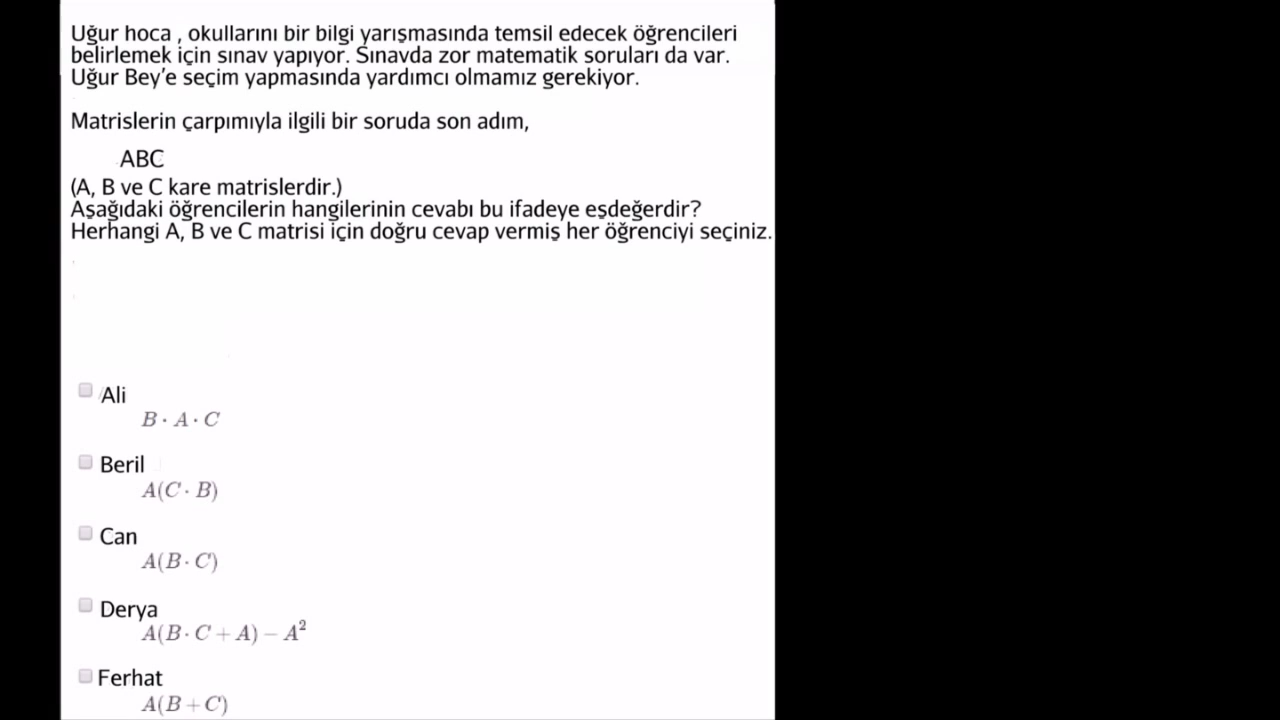 Uğur hoca , okullarını bir bilgi yarışmasında temsil edecek öğrencileri
belirlemek için sınav yapıyor. Sınavda zor matematik soruları da var.
Uğur Bey'e seçim yapmasında yardımcı olmamız gerekiyor.
Matrislerin çarpımıyla ilgili bir soruda son adım,
ABC
(A, B ve C kare matrislerdir.)
Aşağıdaki öğrencilerin hangilerinin cevabı bu ifadeye eşdeğerdir?
Herhangi A, B ve C matrisi için doğru cevap vermiş her öğrenciyi seçiniz.
Ali
B · A · C
Beril
A(C · B)
Can
A(B · C)
Derya
A(B · C + A) – A²
Ferhat
A(B + C)